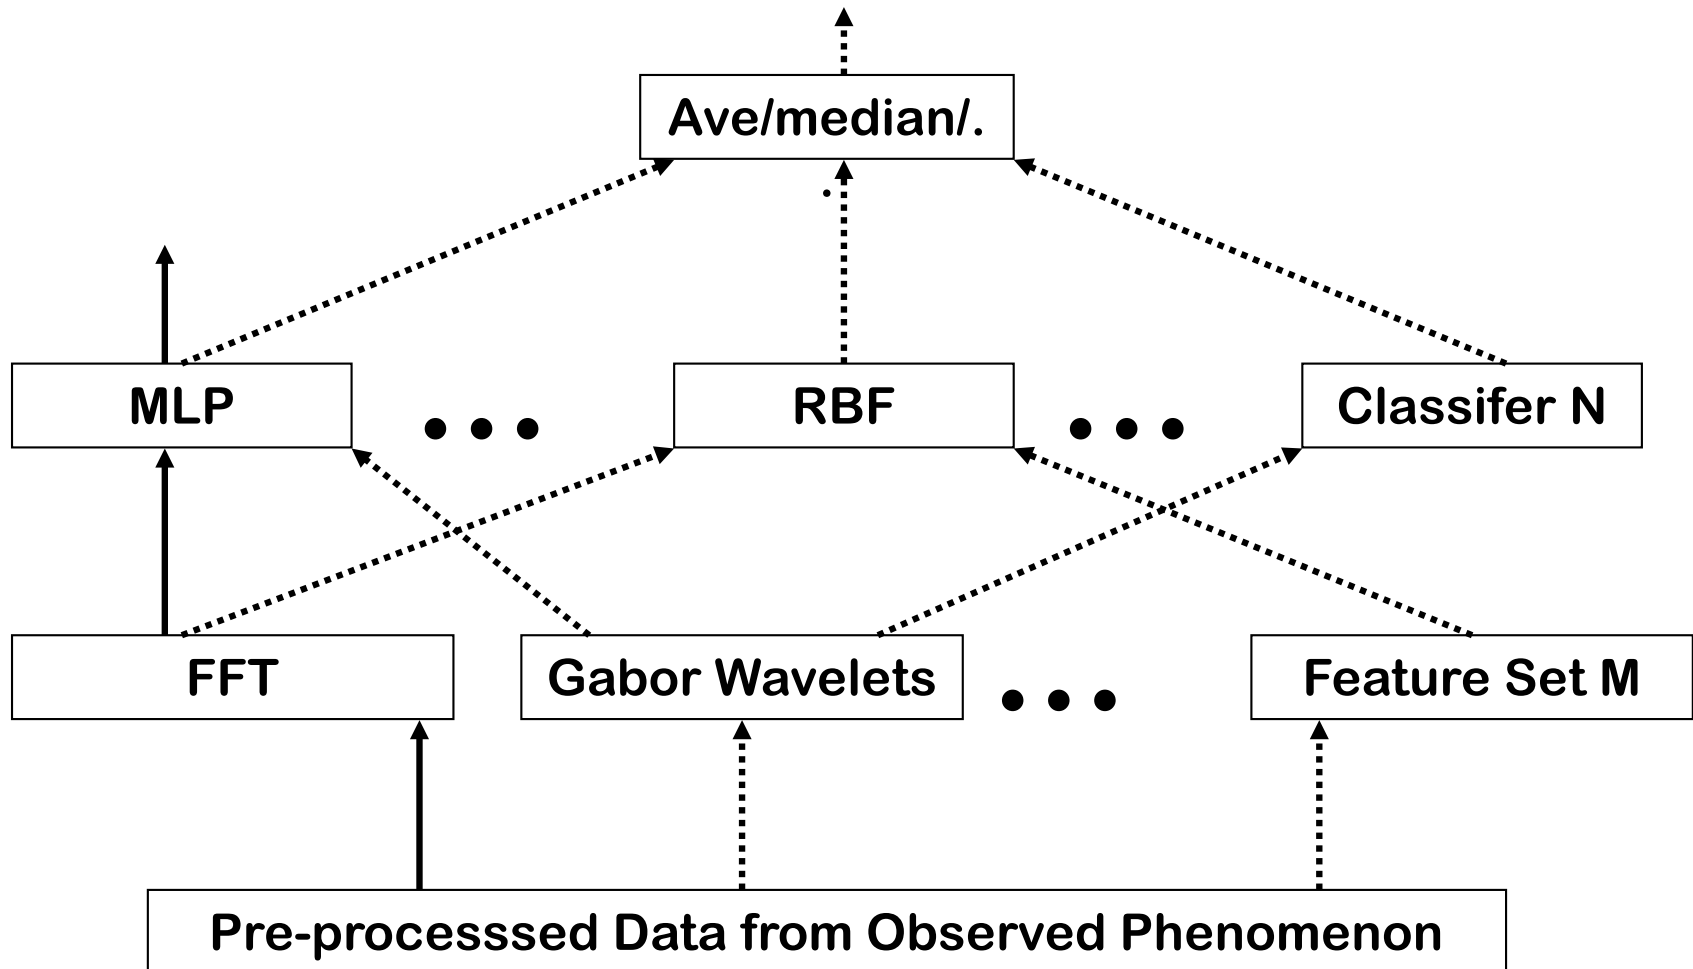 Ave/median/.
.
MLP
RBF
Classifer N
FFT
Gabor Wavelets
Feature Set M
Pre-processsed Data from Observed Phenomenon